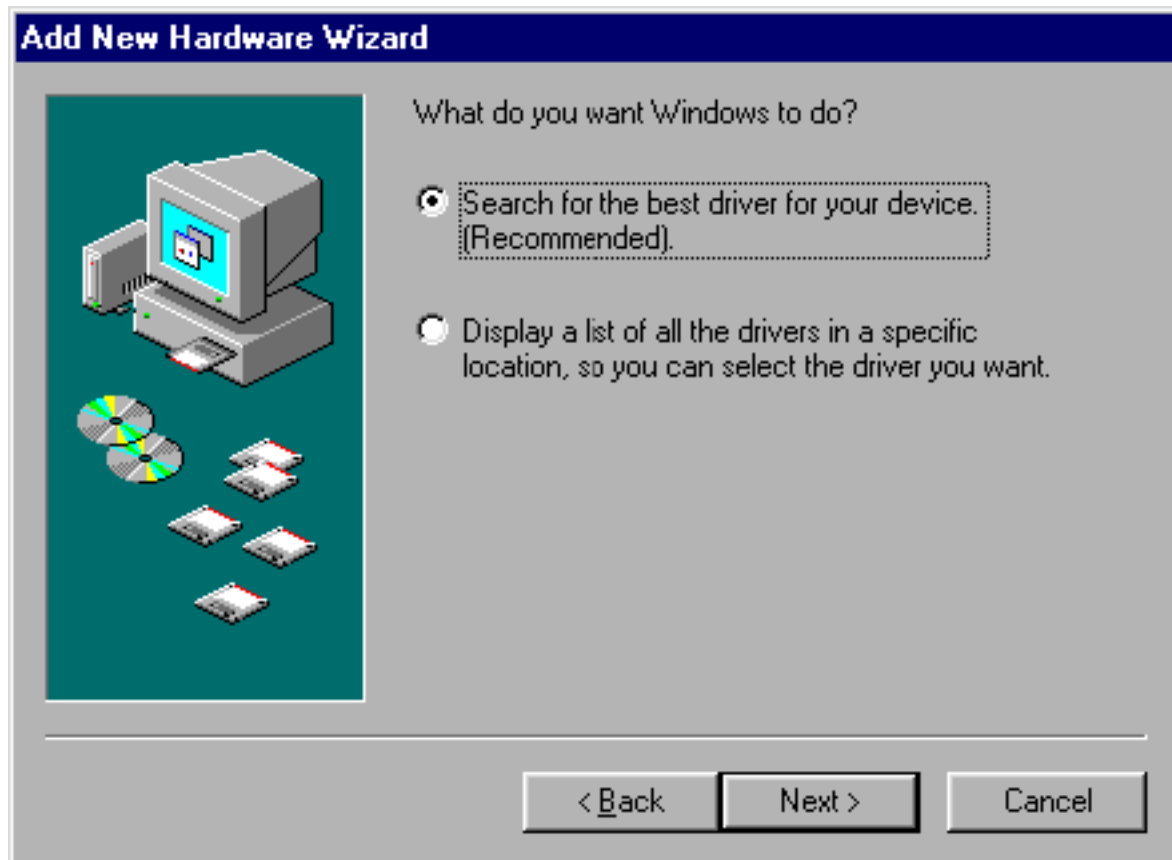 Add New Hardware Wizard
What do you want Windows to do?
Search for the best driver for your device.
(Recommended).
Display a list of all the drivers in a specific
location, so you can select the driver you want.
< Back
Next >
Cancel